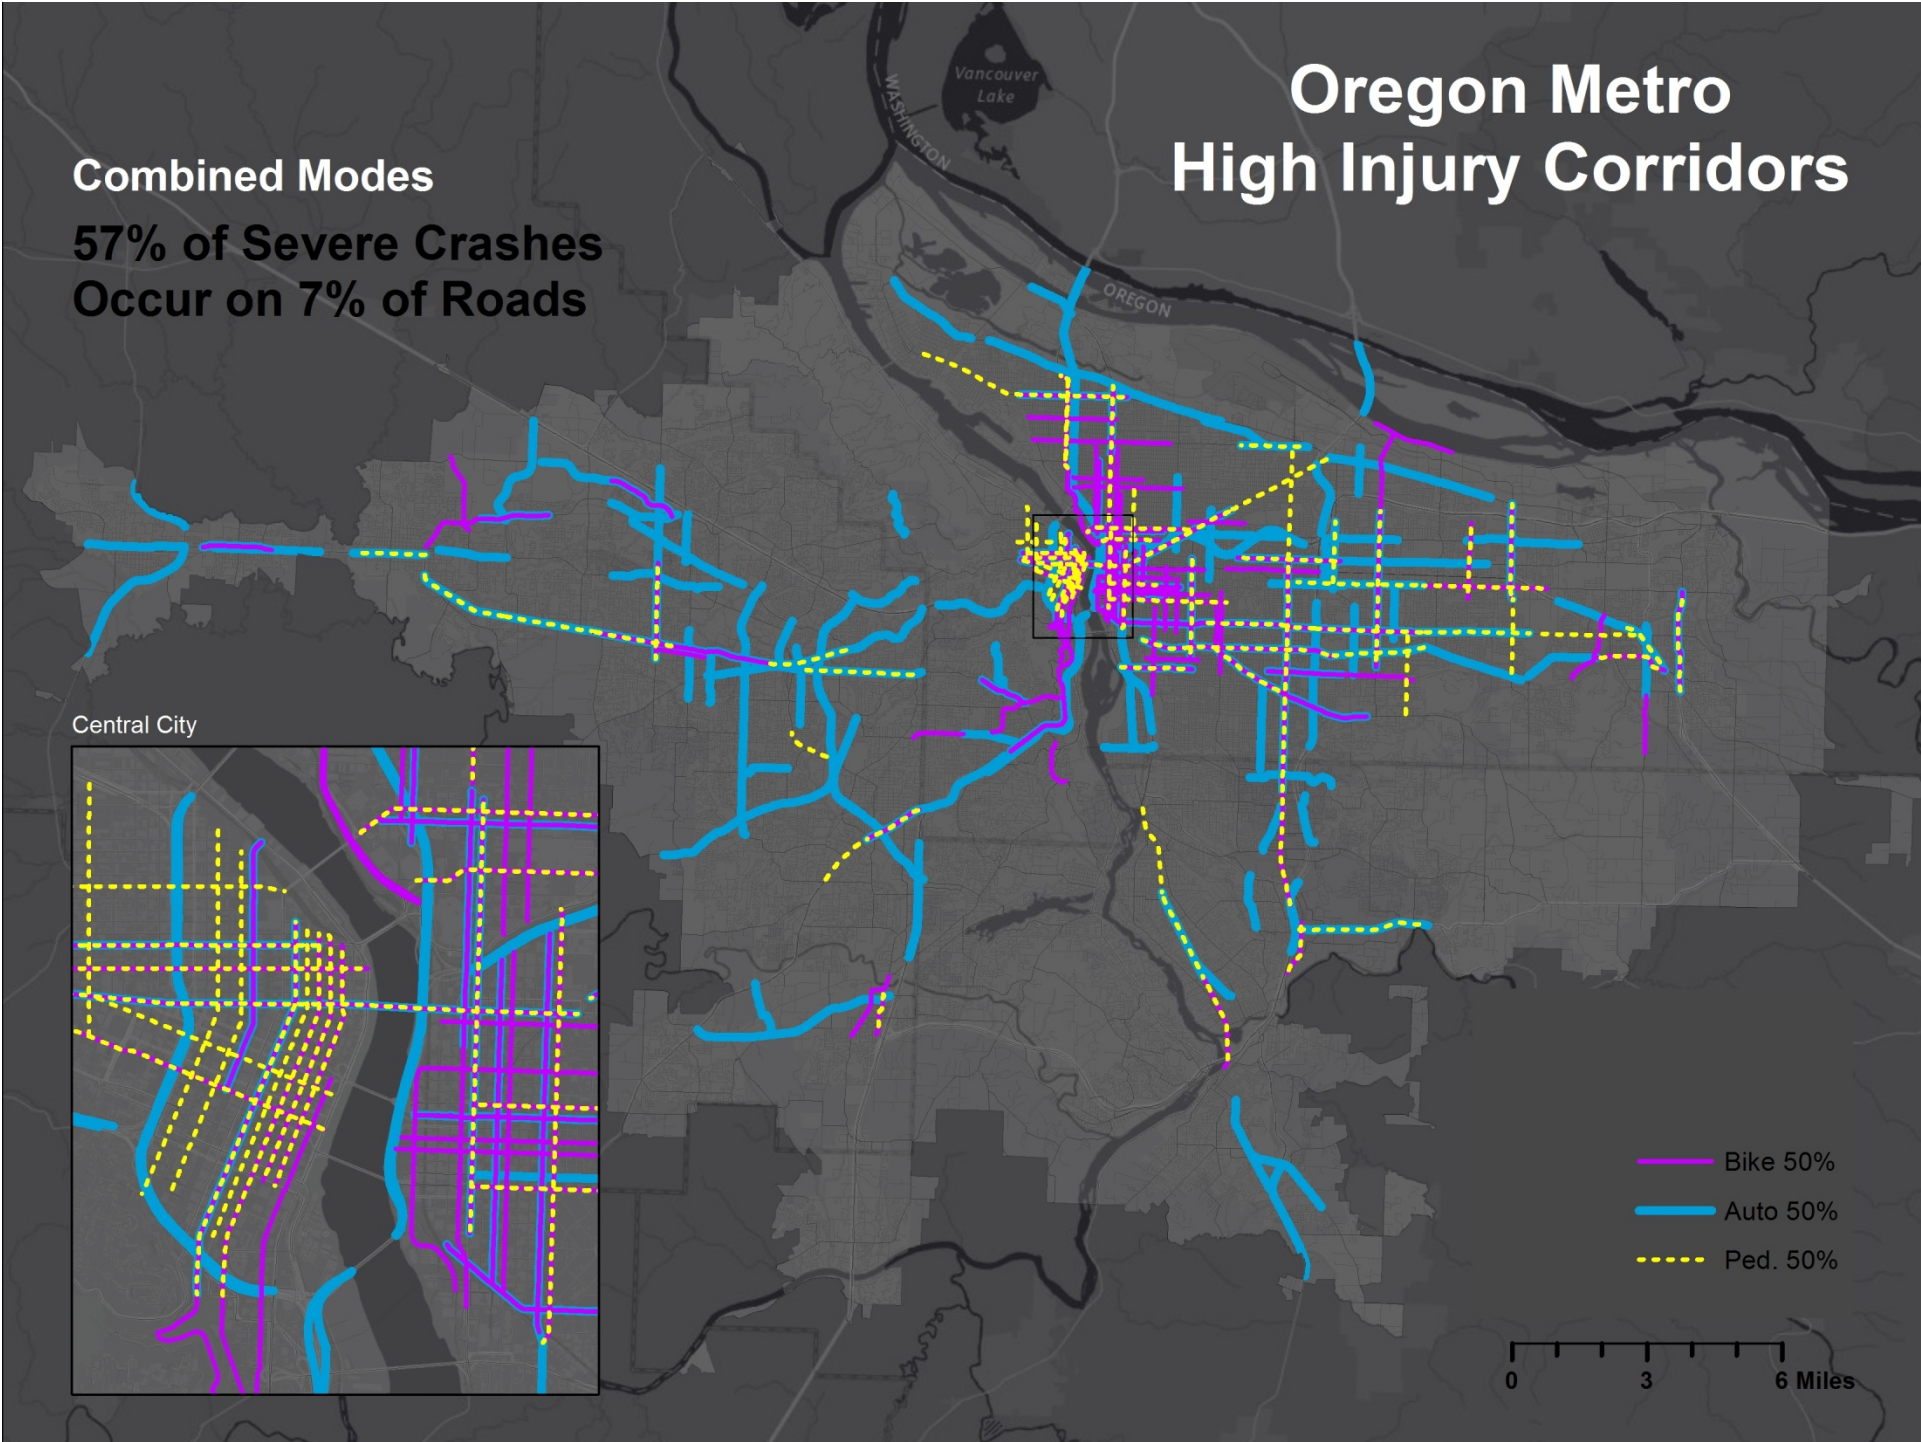 Oregon Metro
High Injury Corridors
Combined Modes
57% of Severe Crashes
Occur on 7% of Roads
Vancouver
Lake
WASHINGTON
OREGON
Central City
Bike 50%
Auto 50%
Ped. 50%
0 3 6 Miles